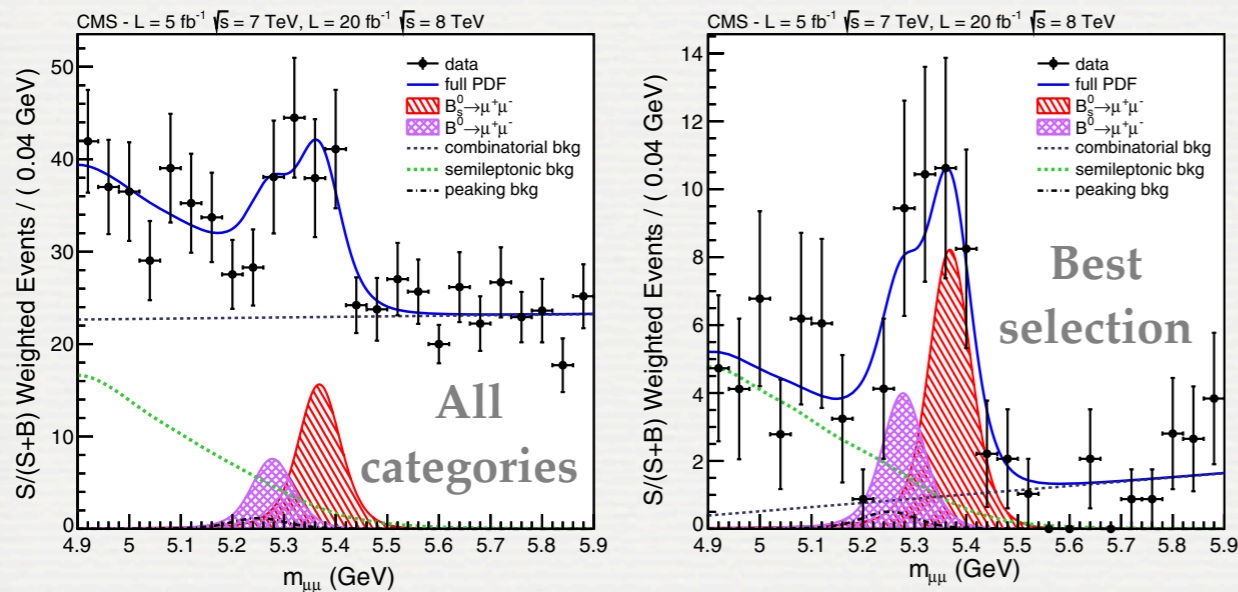 CMS - L = 5 fb⁻¹ √s = 7 TeV, L = 20 fb⁻¹ √s = 8 TeV
S/(S+B) Weighted Events / ( 0.04 GeV)
50
40
30
20
10
0
data
full PDF
B⁰ₛ→μ⁺μ⁻
B⁰→μ⁺μ⁻
combinatorial bkg
semileptonic bkg
peaking bkg
All
categories
4.9 5 5.1 5.2 5.3 5.4 5.5 5.6 5.7 5.8 5.9
m_μμ (GeV)
CMS - L = 5 fb⁻¹ √s = 7 TeV, L = 20 fb⁻¹ √s = 8 TeV
S/(S+B) Weighted Events / ( 0.04 GeV)
14
12
10
8
6
4
2
0
data
full PDF
B⁰ₛ→μ⁺μ⁻
B⁰→μ⁺μ⁻
combinatorial bkg
semileptonic bkg
peaking bkg
Best
selection
4.9 5 5.1 5.2 5.3 5.4 5.5 5.6 5.7 5.8 5.9
m_μμ (GeV)